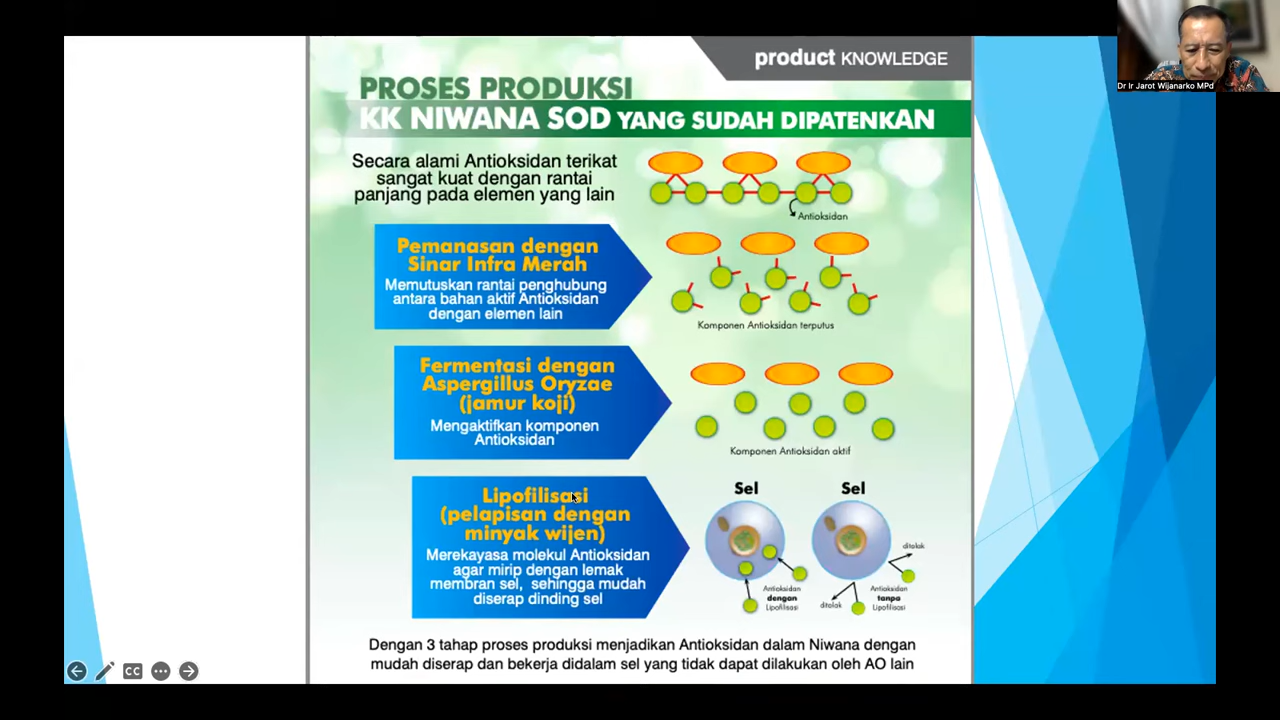 product KNOWLEDGE
Dr Ir Jarot Wijanarko MPd
PROSES PRODUKSI
KK NIWANA SOD YANG SUDAH DIPATENKAN
Secara alami Antioksidan terikat
sangat kuat dengan rantai
panjang pada elemen yang lain
Antioksidan
Pemanasan dengan
Sinar Infra Merah
Memutuskan rantai penghubung
antara bahan aktif Antioksidan
dengan elemen lain
Komponen Antioksidan terputus
Fermentasi dengan
Aspergillus Oryzae
(jamur koji)
Mengaktifkan komponen
Antioksidan
Komponen Antioksidan aktif
Lipofilisasi
(pelapisan dengan
minyak wijen)
Merekayasa molekul Antioksidan
agar mirip dengan lemak
membran sel, sehingga mudah
diserap dinding sel
Sel
Sel
Antioksidan
dengan
Lipofilisasi
ditolak
ditolak
Antioksidan
tanpa
Lipofilisasi
Dengan 3 tahap proses produksi menjadikan Antioksidan dalam Niwana dengan
mudah diserap dan bekerja didalam sel yang tidak dapat dilakukan oleh AO lain
CC